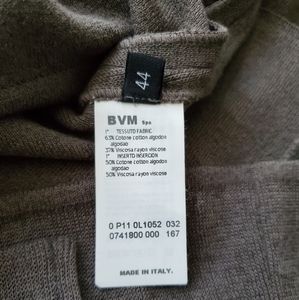 44
BVM Spa
1° TESSUTO FABRIC
63% Cotone cotton algodon
algodao
37% Viscosa rayon viscose
1° INSERTO INSERCION
50% Cotone cotton algodon
algodao
50% Viscosa rayon viscose
0 P11 0L1052 032
0741800 000 167
MADE IN ITALY.